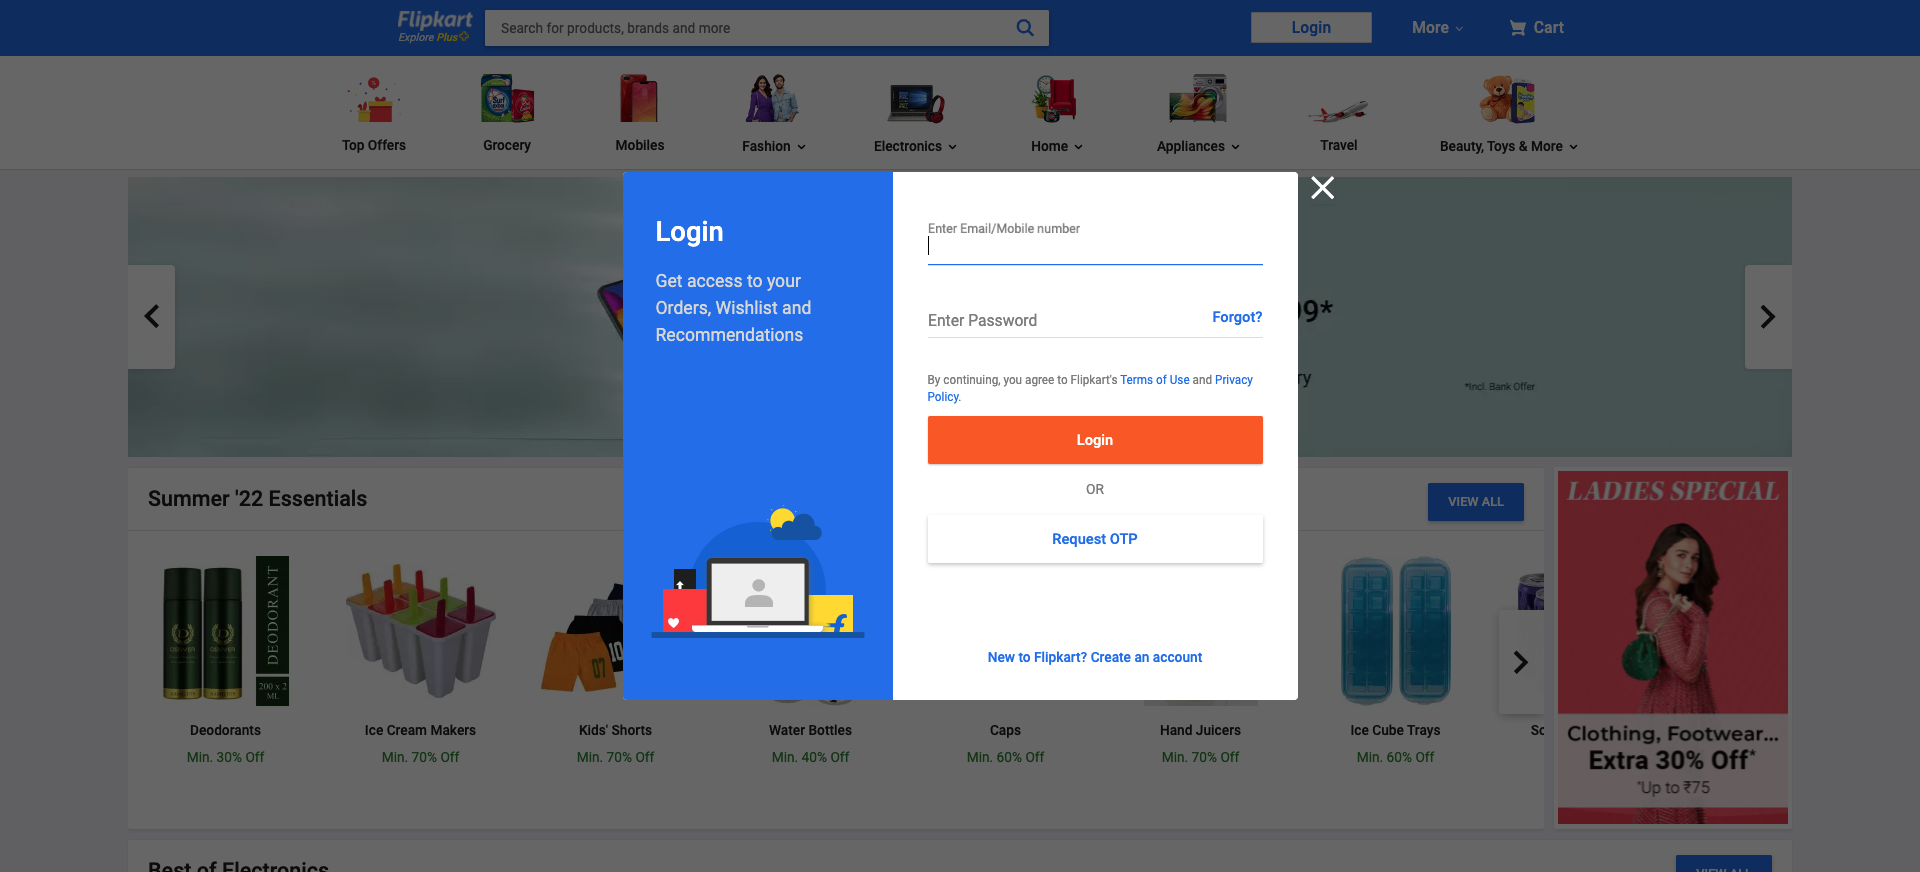 Flipkart
Explore Plus
Search for products, brands and more
Login
More
Cart
Top Offers
Grocery
Mobiles
Fashion
Electronics
Home
Appliances
Travel
Beauty, Toys & More
Login
Get access to your
Orders, Wishlist and
Recommendations
Enter Email/Mobile number
Enter Password
Forgot?
By continuing, you agree to Flipkart's Terms of Use and Privacy
Policy.
Login
OR
Request OTP
New to Flipkart? Create an account
9*
ry
*Incl. Bank Offer
Summer '22 Essentials
VIEW ALL
DEODORANT
200 x 2
ML
07
10
Deodorants
Min. 30% Off
Ice Cream Makers
Min. 70% Off
Kids' Shorts
Min. 70% Off
Water Bottles
Min. 40% Off
Caps
Min. 60% Off
Hand Juicers
Min. 70% Off
Ice Cube Trays
Min. 60% Off
LADIES SPECIAL
Clothing, Footwear...
Extra 30% Off*
*Up to ₹75
Best of Electronics
VIEW ALL